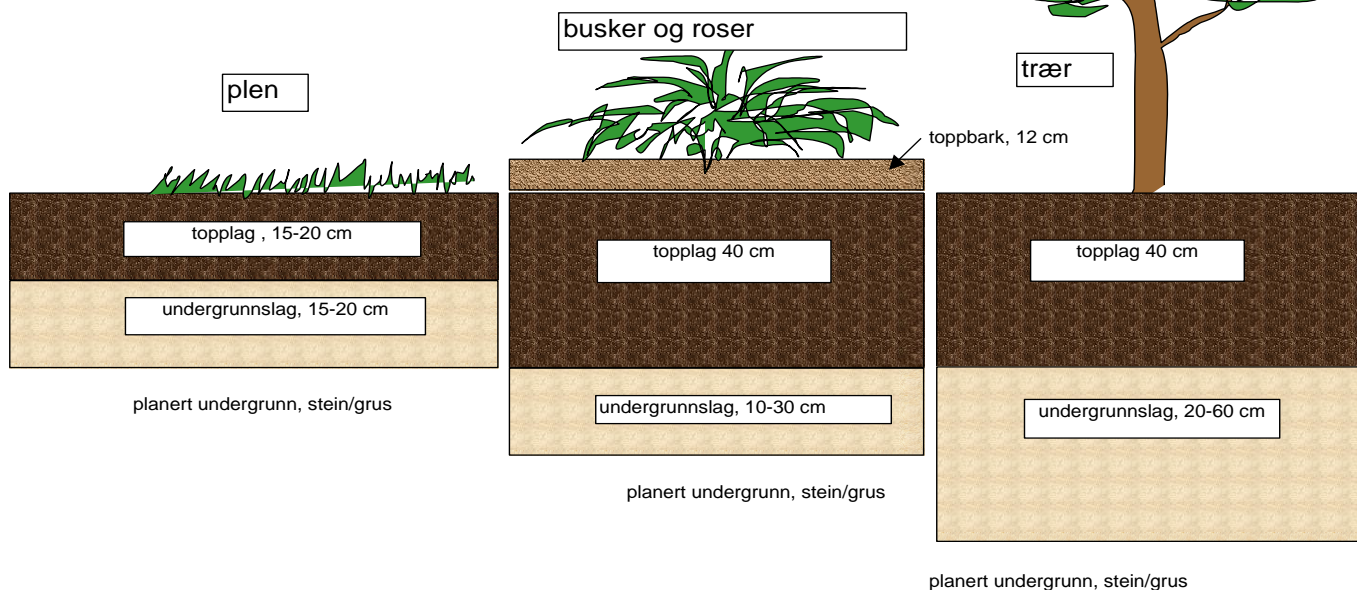 plen
topplag , 15-20 cm
undergrunnslag, 15-20 cm
planert undergrunn, stein/grus
busker og roser
toppbark, 12 cm
topplag 40 cm
undergrunnslag, 10-30 cm
planert undergrunn, stein/grus
trær
topplag 40 cm
undergrunnslag, 20-60 cm
planert undergrunn, stein/grus